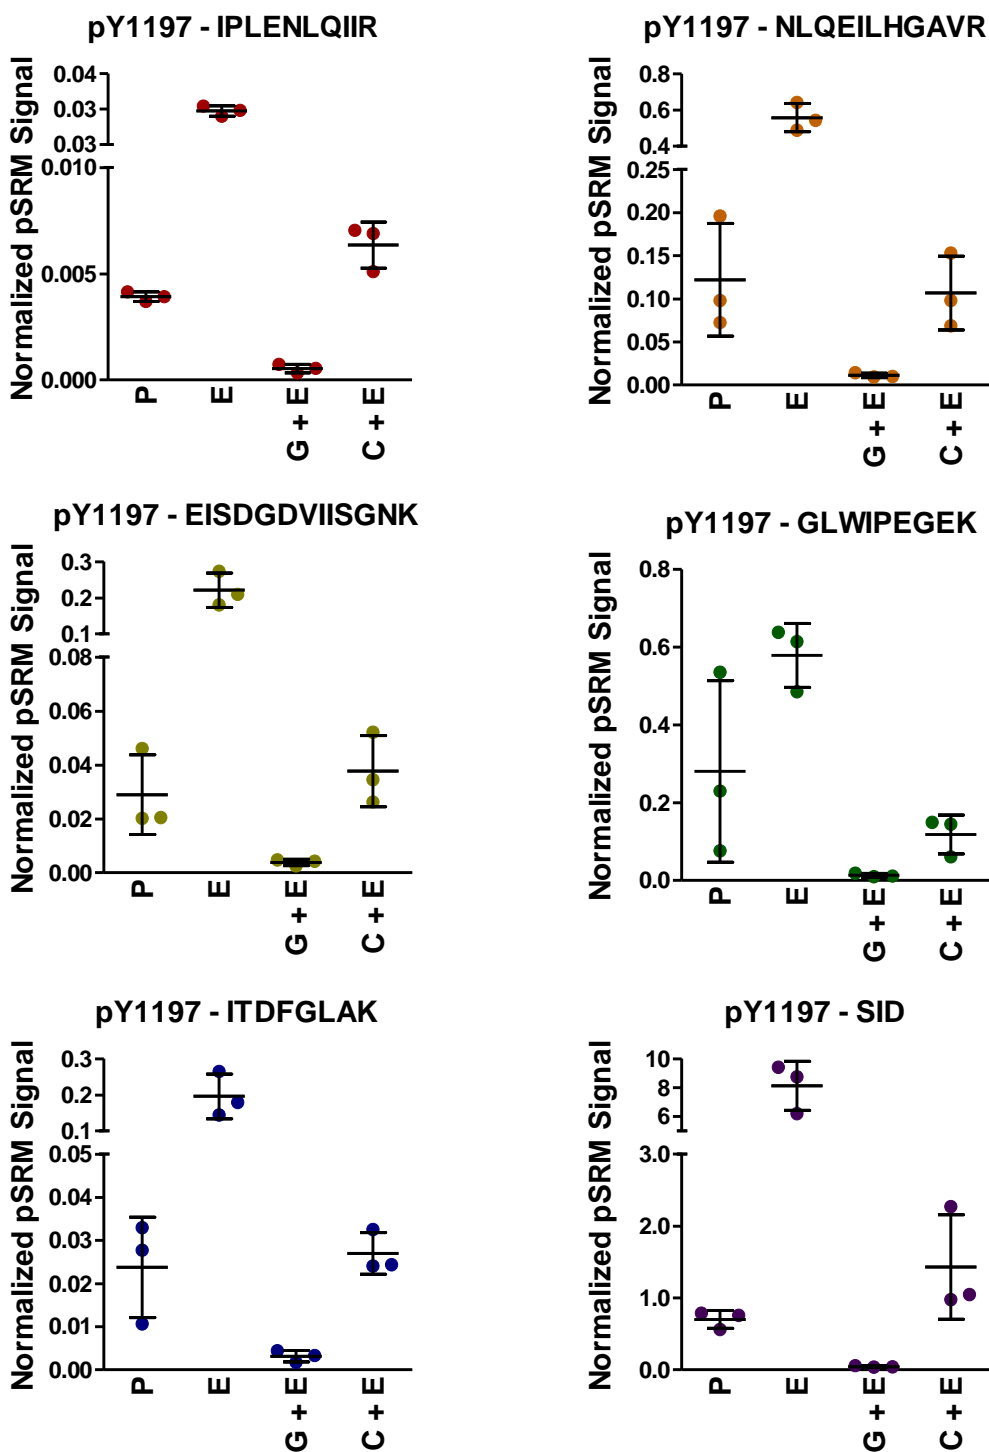 pY1197 - IPLENLQIIR
Normalized pSRM Signal
0.04
0.03
0.03
0.010
0.005
0.000
P
E
G + E
C + E
pY1197 - NLQEILHGAVR
Normalized pSRM Signal
0.8
0.6
0.4
0.25
0.20
0.15
0.10
0.05
0.00
P
E
G + E
C + E
pY1197 - EISDGDVIISGNK
Normalized pSRM Signal
0.3
0.2
0.1
0.08
0.06
0.04
0.02
0.00
P
E
G + E
C + E
pY1197 - GLWIPEGEK
Normalized pSRM Signal
0.8
0.6
0.4
0.2
0.0
P
E
G + E
C + E
pY1197 - ITDFGLAK
Normalized pSRM Signal
0.3
0.2
0.1
0.05
0.04
0.03
0.02
0.01
0.00
P
E
G + E
C + E
pY1197 - SID
Normalized pSRM Signal
10
8
6
3.0
2.0
1.0
0.0
P
E
G + E
C + E